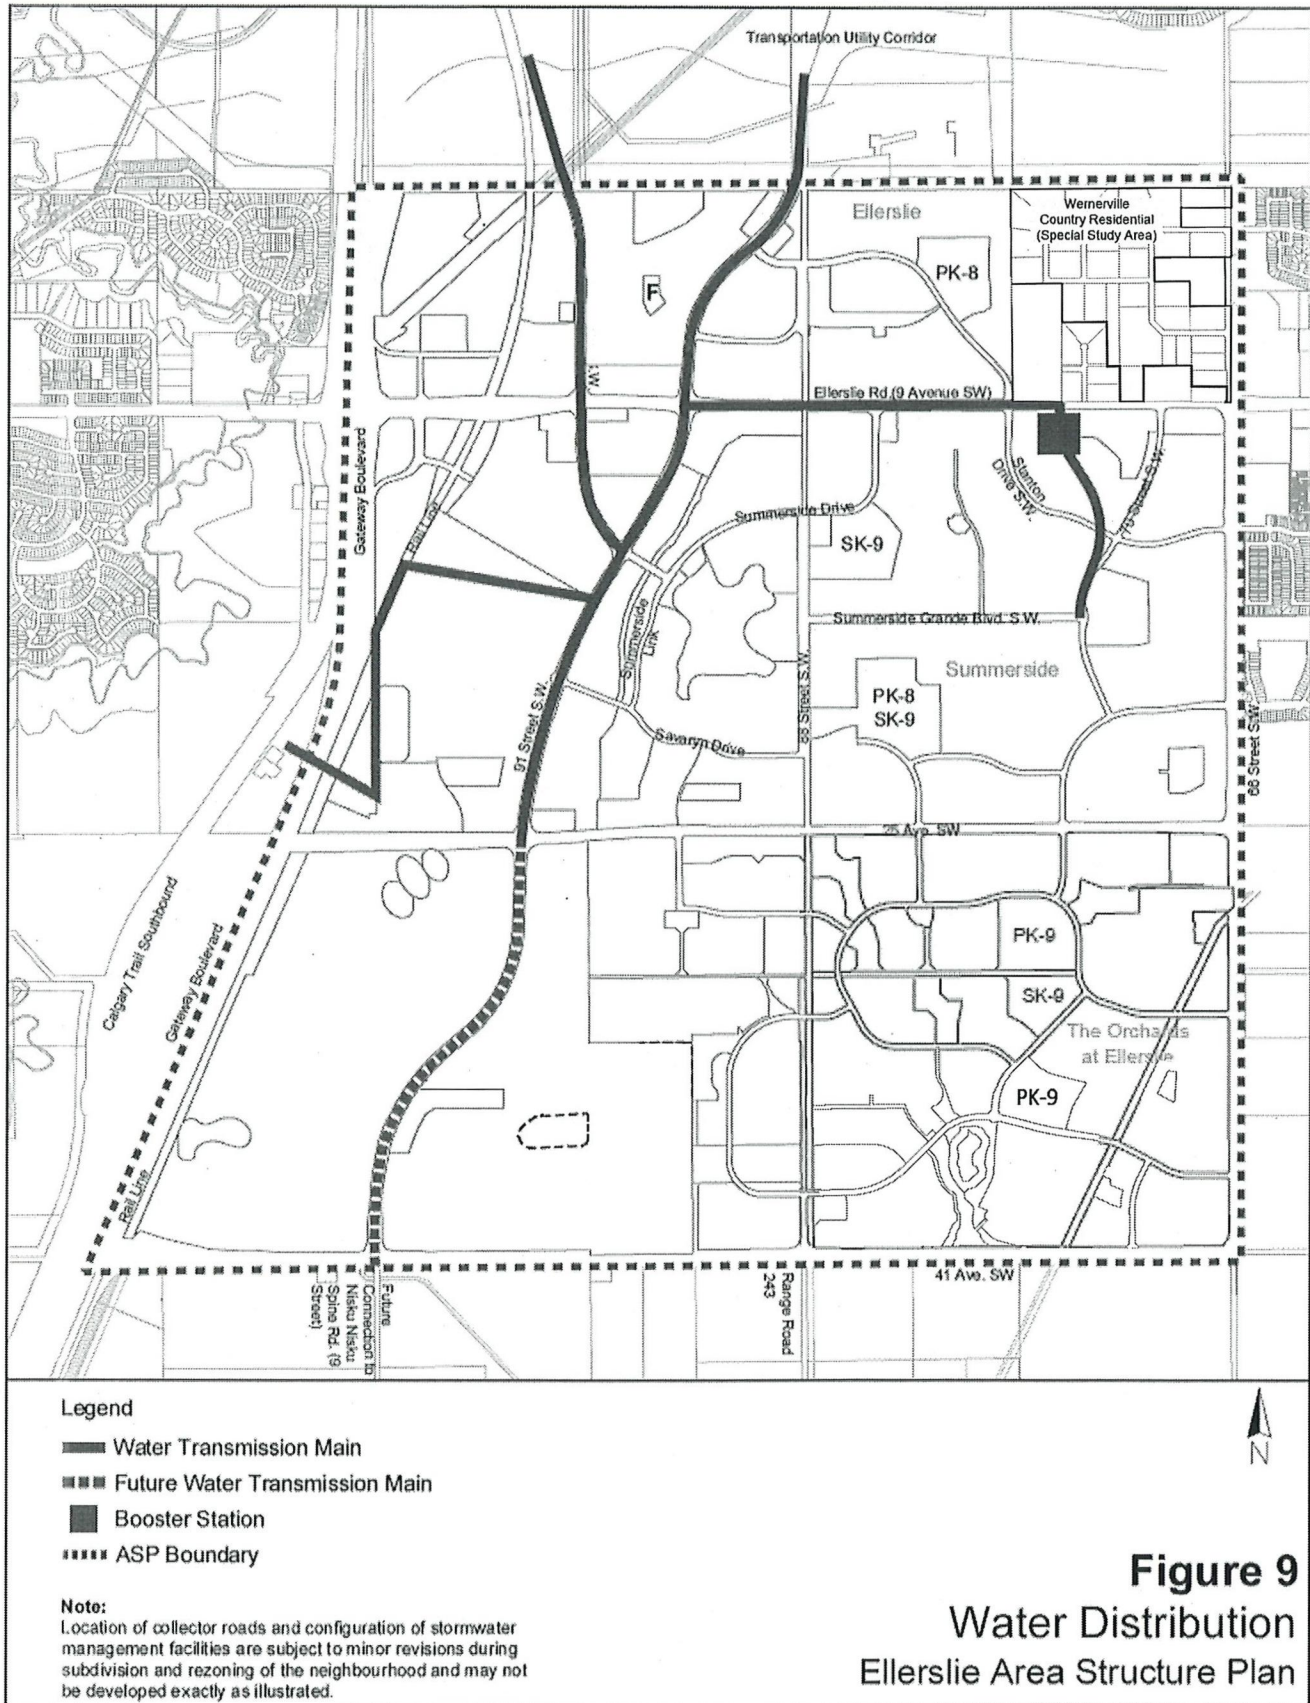 Transportation Utility Corridor
Wernerville
Country Residential
(Special Study Area)
Ellerslie
PK-8
F
Ellerslie Rd.(9 Avenue SW)
Gateway Boulevard
Rail Line
Stanton
Drive S.W.
Street S.W.
Summerside Drive
SK-9
Summerside
Link
Summerside Grande Blvd. S.W.
Summerside
PK-8
SK-9
91 Street S.W.
Savaryn Drive
66 Street S.W.
25 Ave. SW
Calgary Trail Southbound
Gateway Boulevard
PK-9
SK-9
The Orchards
at Ellerslie
PK-9
Rail Line
41 Ave. SW
Future
Connection to
Nisku Nisku
Spine Rd. (9
Street)
Range Road
243
Legend
Water Transmission Main
Future Water Transmission Main
Booster Station
ASP Boundary
N
Note:
Location of collector roads and configuration of stormwater
management facilities are subject to minor revisions during
subdivision and rezoning of the neighbourhood and may not
be developed exactly as illustrated.
Figure 9
Water Distribution
Ellerslie Area Structure Plan